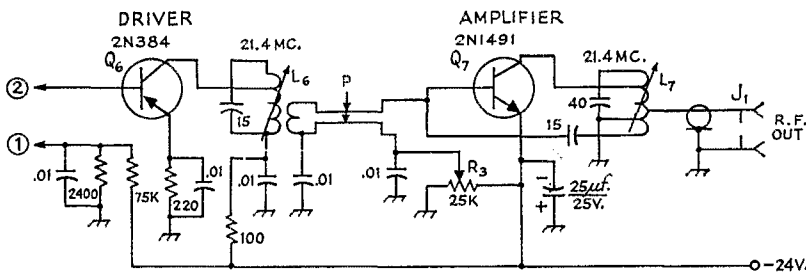 DRIVER
2N384
Q6
AMPLIFIER
2N1491
Q7
21.4 MC.
L6
15
P
21.4 MC.
L7
40
15
J1
R.F.
OUT
2
1
.01
2400
75K
220
.01
.01
100
.01
.01
R3
25K
25µf.
25V.
-
+
-24V.